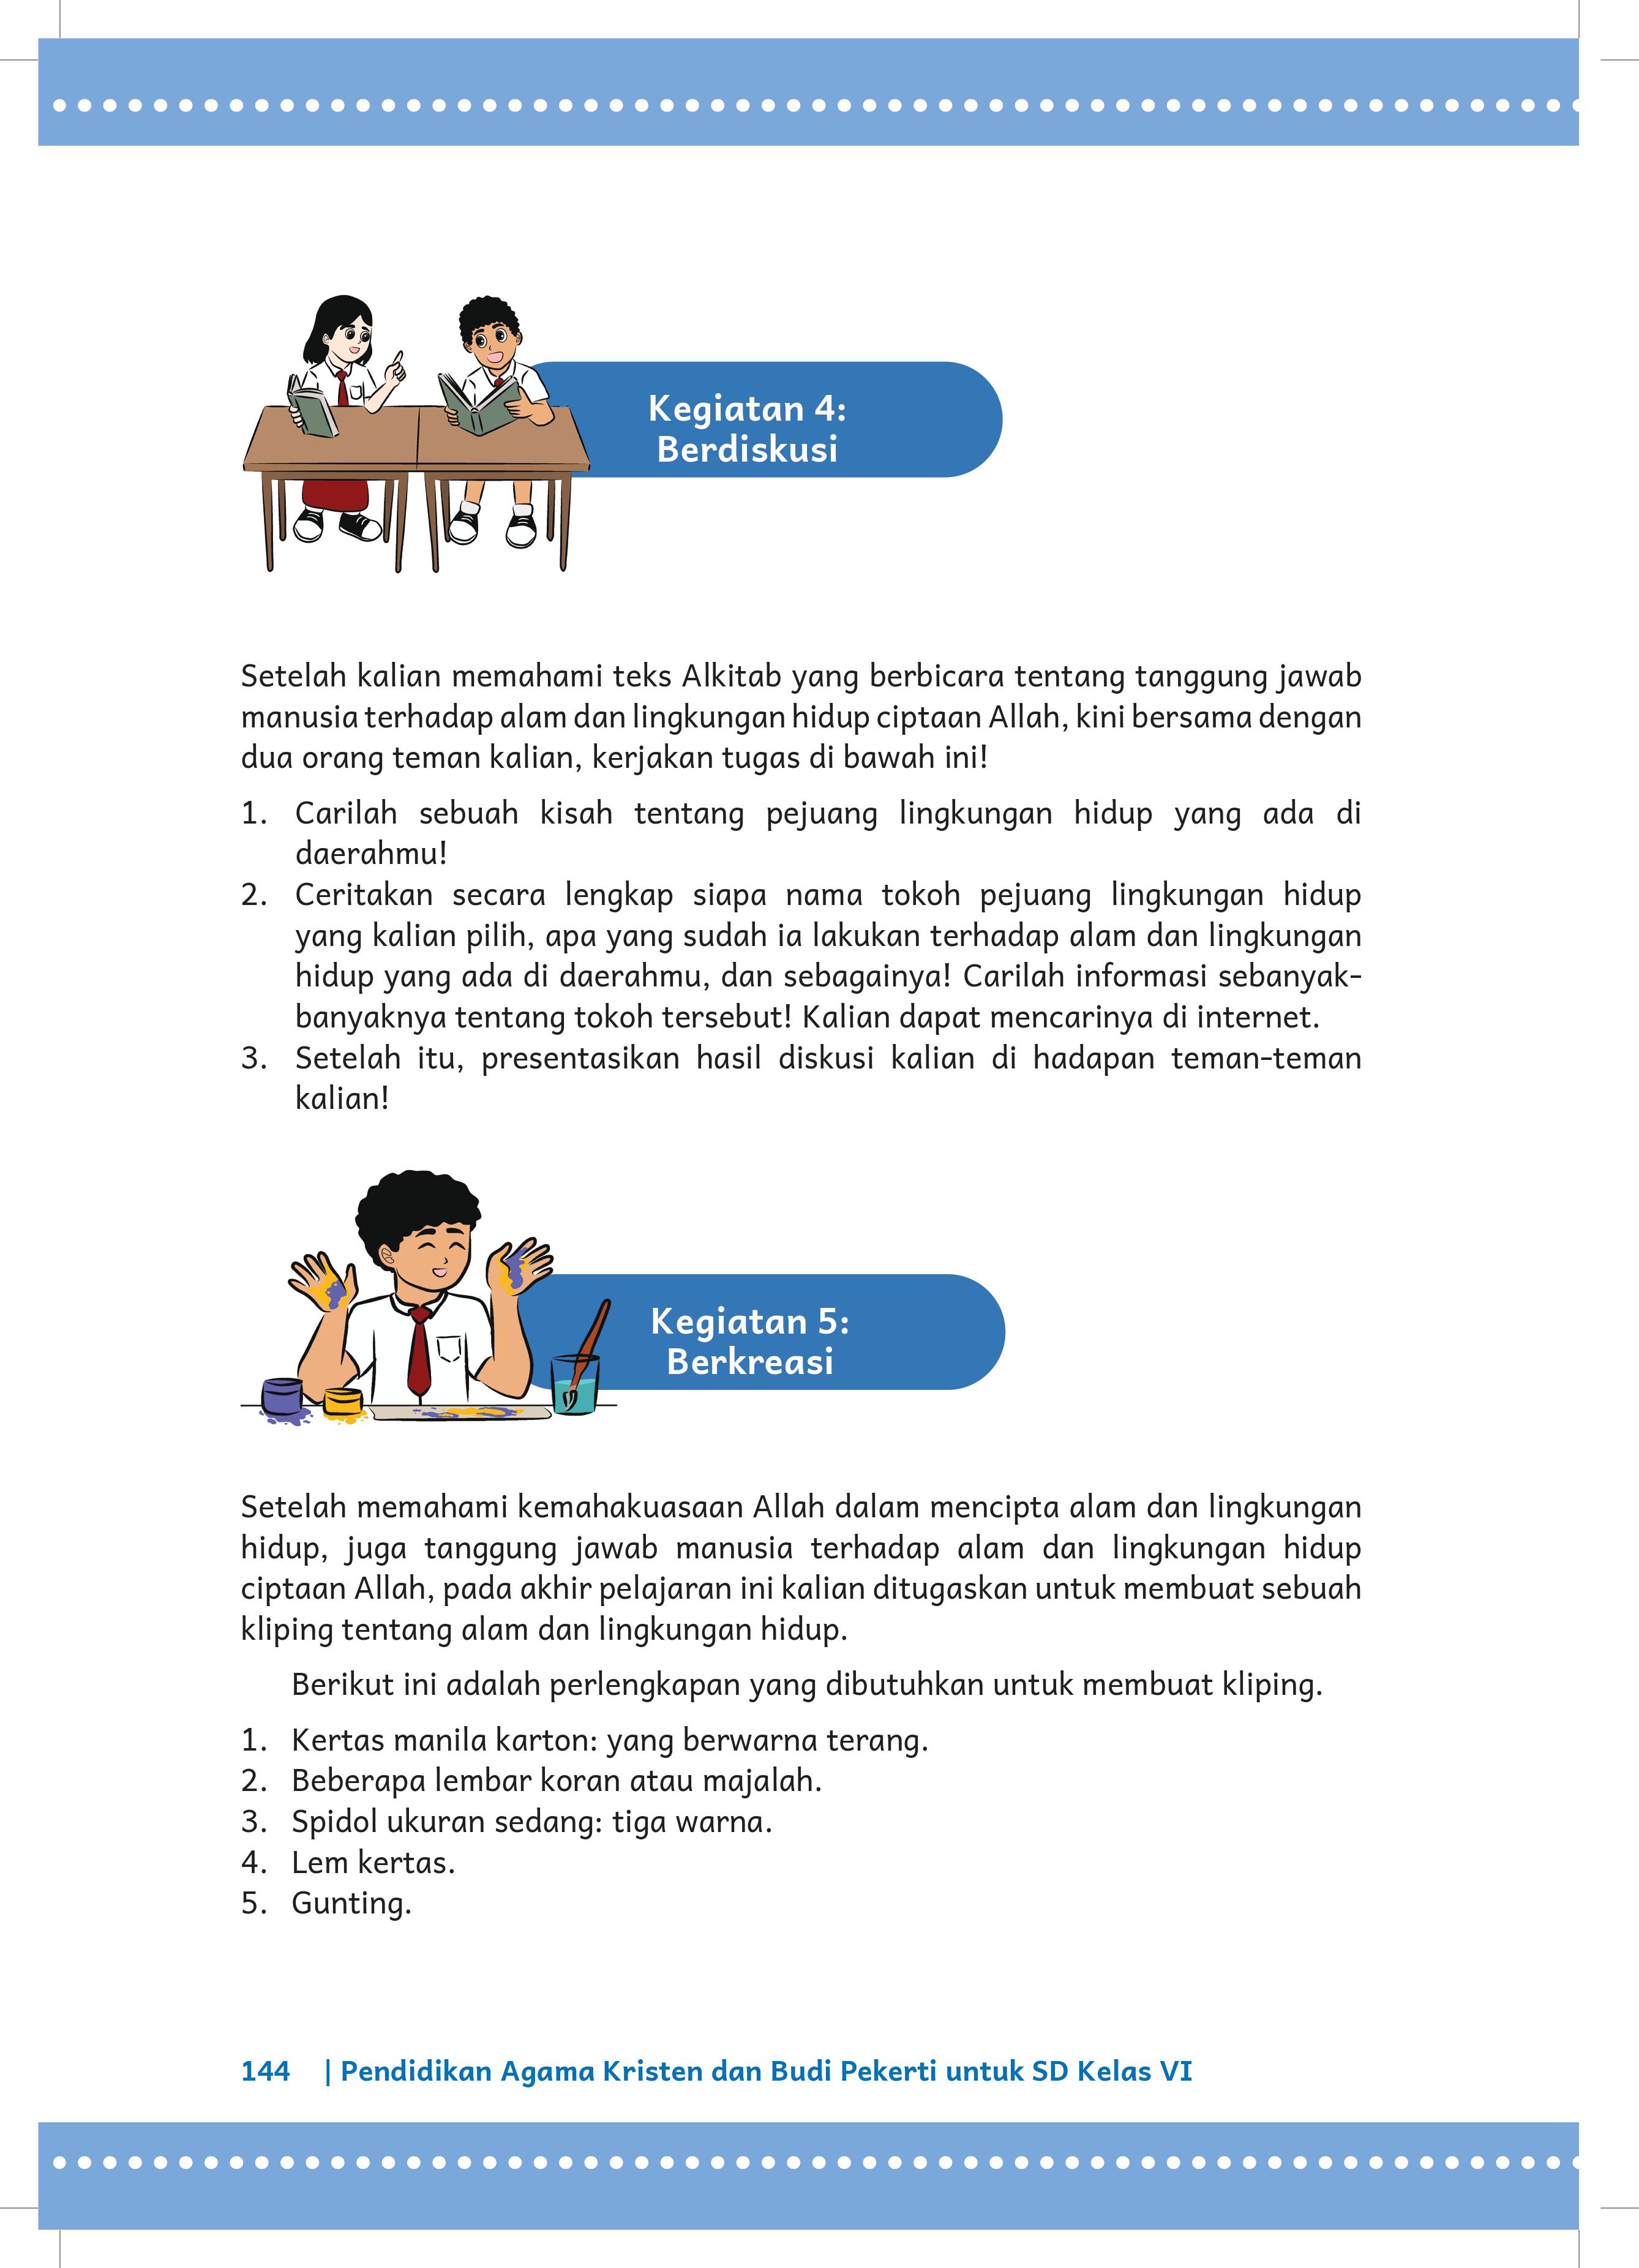 Kegiatan 4:
Berdiskusi
Setelah kalian memahami teks Alkitab yang berbicara tentang tanggung jawab
manusia terhadap alam dan lingkungan hidup ciptaan Allah, kini bersama dengan
dua orang teman kalian, kerjakan tugas di bawah ini!
1. Carilah sebuah kisah tentang pejuang lingkungan hidup yang ada di
daerahmu!
2. Ceritakan secara lengkap siapa nama tokoh pejuang lingkungan hidup
yang kalian pilih, apa yang sudah ia lakukan terhadap alam dan lingkungan
hidup yang ada di daerahmu, dan sebagainya! Carilah informasi sebanyak-
banyaknya tentang tokoh tersebut! Kalian dapat mencarinya di internet.
3. Setelah itu, presentasikan hasil diskusi kalian di hadapan teman-teman
kalian!
Kegiatan 5:
Berkreasi
Setelah memahami kemahakuasaan Allah dalam mencipta alam dan lingkungan
hidup, juga tanggung jawab manusia terhadap alam dan lingkungan hidup
ciptaan Allah, pada akhir pelajaran ini kalian ditugaskan untuk membuat sebuah
kliping tentang alam dan lingkungan hidup.
Berikut ini adalah perlengkapan yang dibutuhkan untuk membuat kliping.
1. Kertas manila karton: yang berwarna terang.
2. Beberapa lembar koran atau majalah.
3. Spidol ukuran sedang: tiga warna.
4. Lem kertas.
5. Gunting.
144 | Pendidikan Agama Kristen dan Budi Pekerti untuk SD Kelas VI